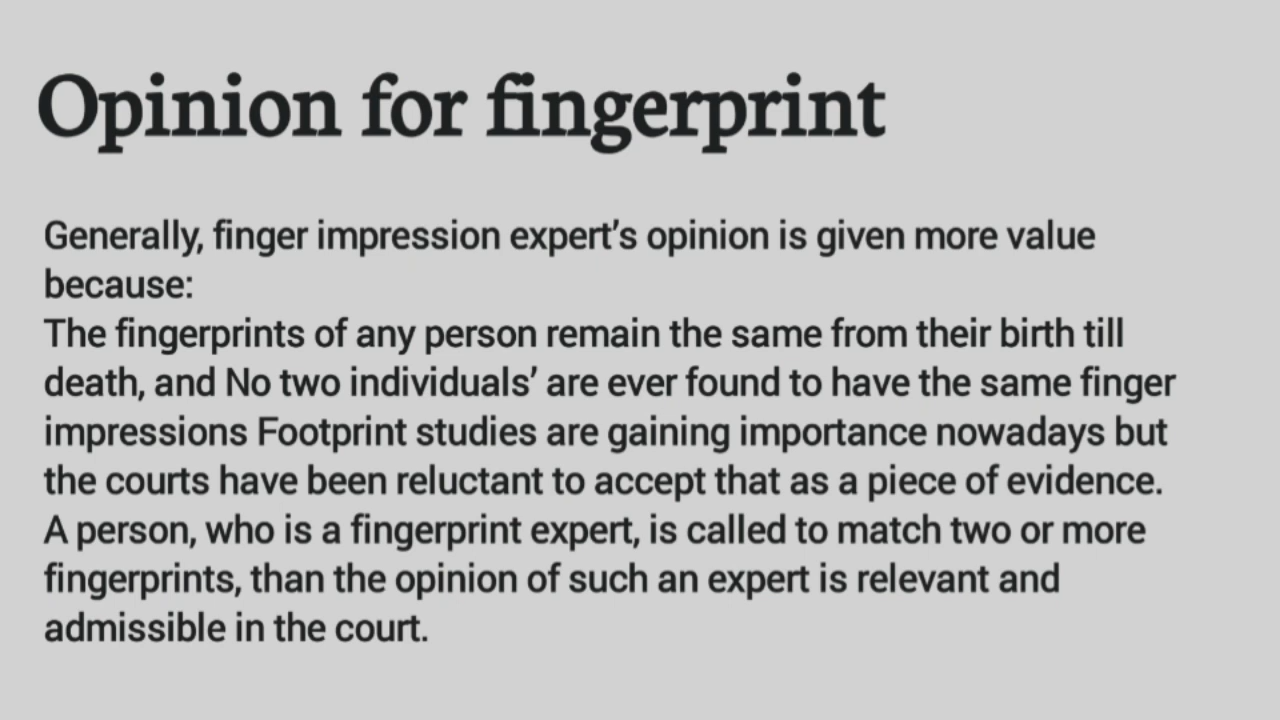 Opinion for fingerprint
Generally, finger impression expert’s opinion is given more value
because:
The fingerprints of any person remain the same from their birth till
death, and No two individuals’ are ever found to have the same finger
impressions Footprint studies are gaining importance nowadays but
the courts have been reluctant to accept that as a piece of evidence.
A person, who is a fingerprint expert, is called to match two or more
fingerprints, than the opinion of such an expert is relevant and
admissible in the court.